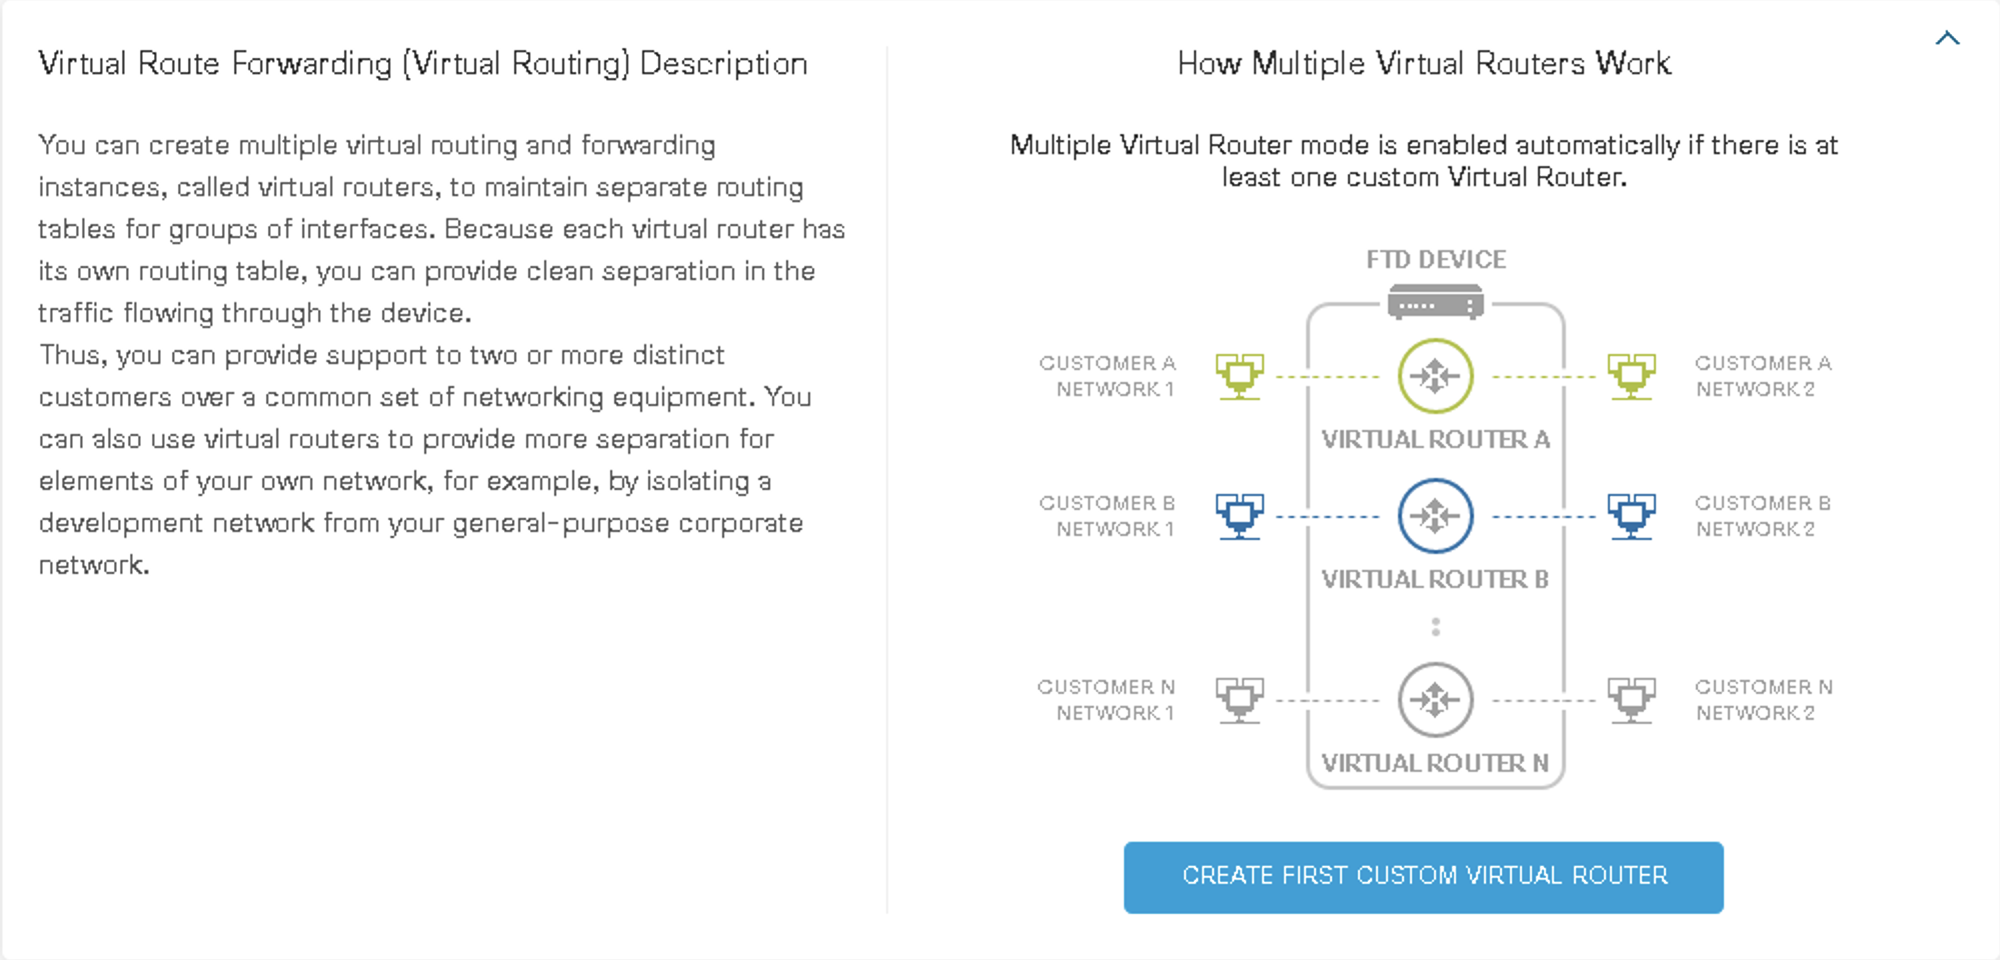 Virtual Route Forwarding (Virtual Routing) Description
You can create multiple virtual routing and forwarding
instances, called virtual routers, to maintain separate routing
tables for groups of interfaces. Because each virtual router has
its own routing table, you can provide clean separation in the
traffic flowing through the device.
Thus, you can provide support to two or more distinct
customers over a common set of networking equipment. You
can also use virtual routers to provide more separation for
elements of your own network, for example, by isolating a
development network from your general-purpose corporate
network.
How Multiple Virtual Routers Work
Multiple Virtual Router mode is enabled automatically if there is at
least one custom Virtual Router.
FTD DEVICE
CUSTOMER A
NETWORK 1
CUSTOMER A
NETWORK 2
VIRTUAL ROUTER A
CUSTOMER B
NETWORK 1
CUSTOMER B
NETWORK 2
VIRTUAL ROUTER B
CUSTOMER N
NETWORK 1
CUSTOMER N
NETWORK 2
VIRTUAL ROUTER N
CREATE FIRST CUSTOM VIRTUAL ROUTER